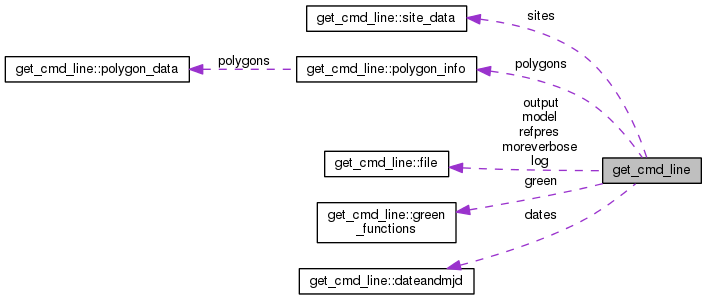 get_cmd_line::site_data
sites
get_cmd_line::polygon_data
polygons
get_cmd_line::polygon_info
polygons
output
model
refpres
moreverbose
log
get_cmd_line::file
get_cmd_line
green
get_cmd_line::green
_functions
dates
get_cmd_line::dateandmjd